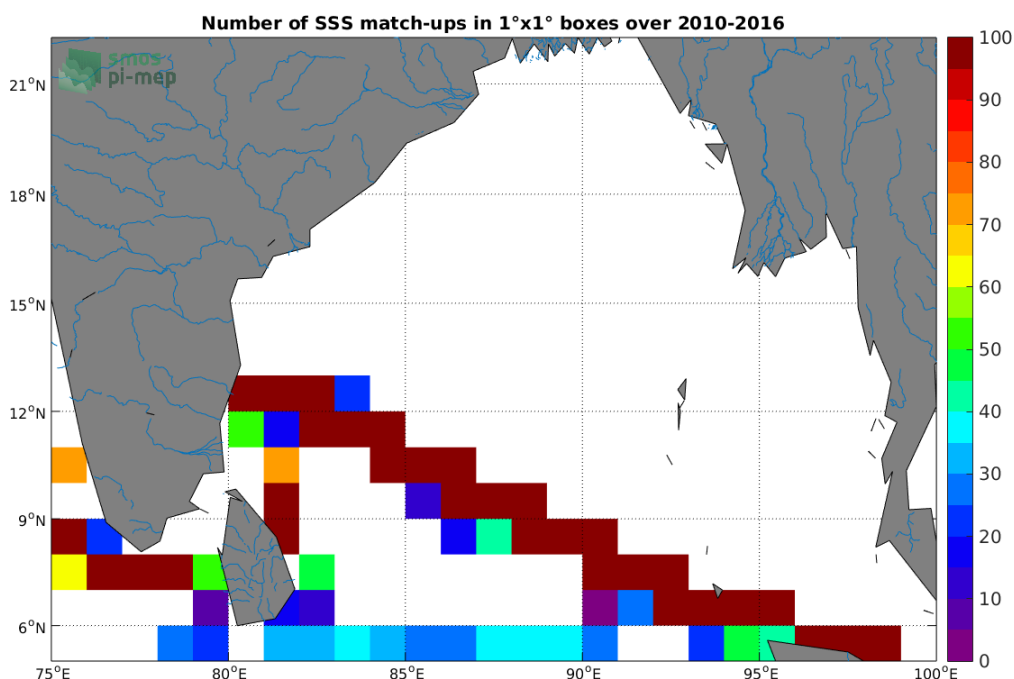 Number of SSS match-ups in 1°x1° boxes over 2010-2016
smos
pi-mep
21°N
18°N
15°N
12°N
9°N
6°N
75°E 80°E 85°E 90°E 95°E 100°E
100
90
80
70
60
50
40
30
20
10
0